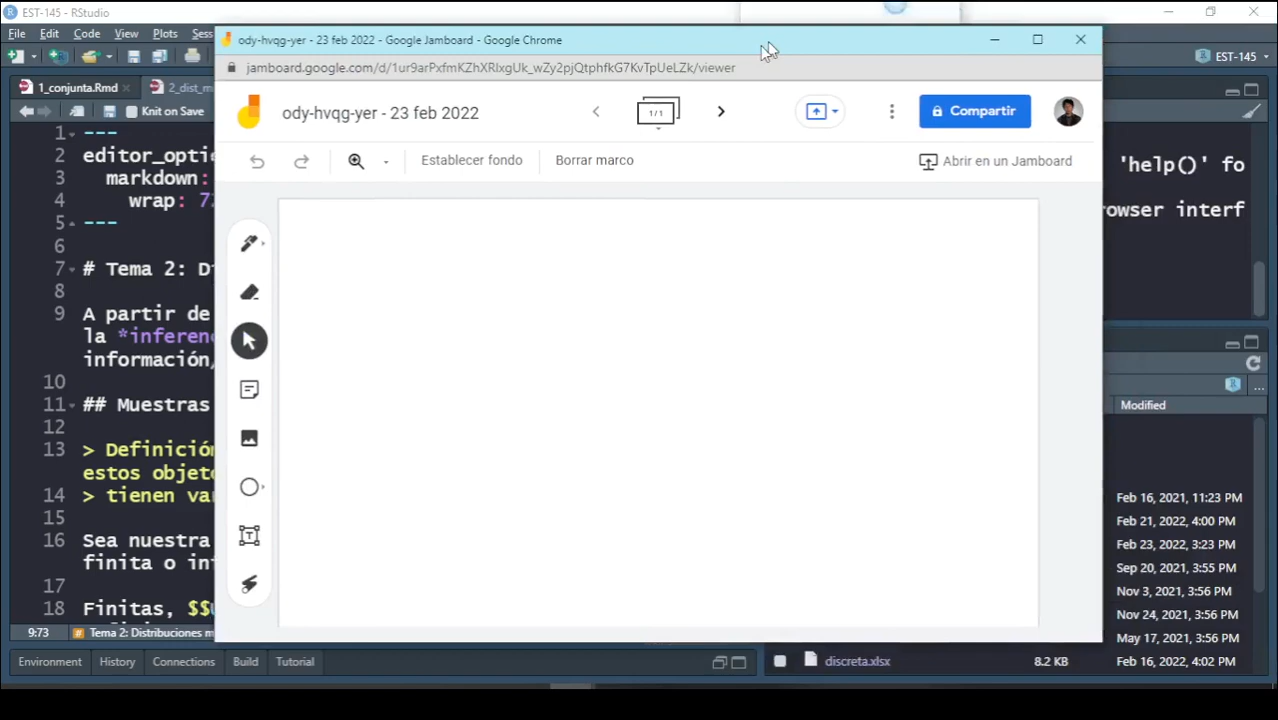 EST-145 - RStudio
File Edit Code View Plots Sess
EST-145
1_conjunta.Rmd 2_dist_m
Knit on Save
1 ---
2 editor_optio
3 markdown:
4 wrap: 7
5 ---
6
7 # Tema 2: Di
8
9 A partir de
la *inferenc
información,
10
11 ## Muestras
12
13 > Definición
estos objeto
14 > tienen var
15
16 Sea nuestra
finita o in
17
18 Finitas, $$u
9:73 Tema 2: Distribuciones m
Environment History Connections Build Tutorial
ody-hvqg-yer - 23 feb 2022 - Google Jamboard - Google Chrome
jamboard.google.com/d/1ur9arPxfmKZhXRlxgUk_wZy2pjQtphfkG7KvTpUeLZk/viewer
ody-hvqg-yer - 23 feb 2022
1/1
Compartir
Establecer fondo Borrar marco
Abrir en un Jamboard
T
'help()' fo
owser interf
Modified
Feb 16, 2021, 11:23 PM
Feb 21, 2022, 4:00 PM
Feb 23, 2022, 3:23 PM
Sep 20, 2021, 3:55 PM
Nov 3, 2021, 3:56 PM
Nov 24, 2021, 3:56 PM
May 17, 2021, 3:56 PM
discreta.xlsx 8.2 KB Feb 16, 2022, 4:02 PM